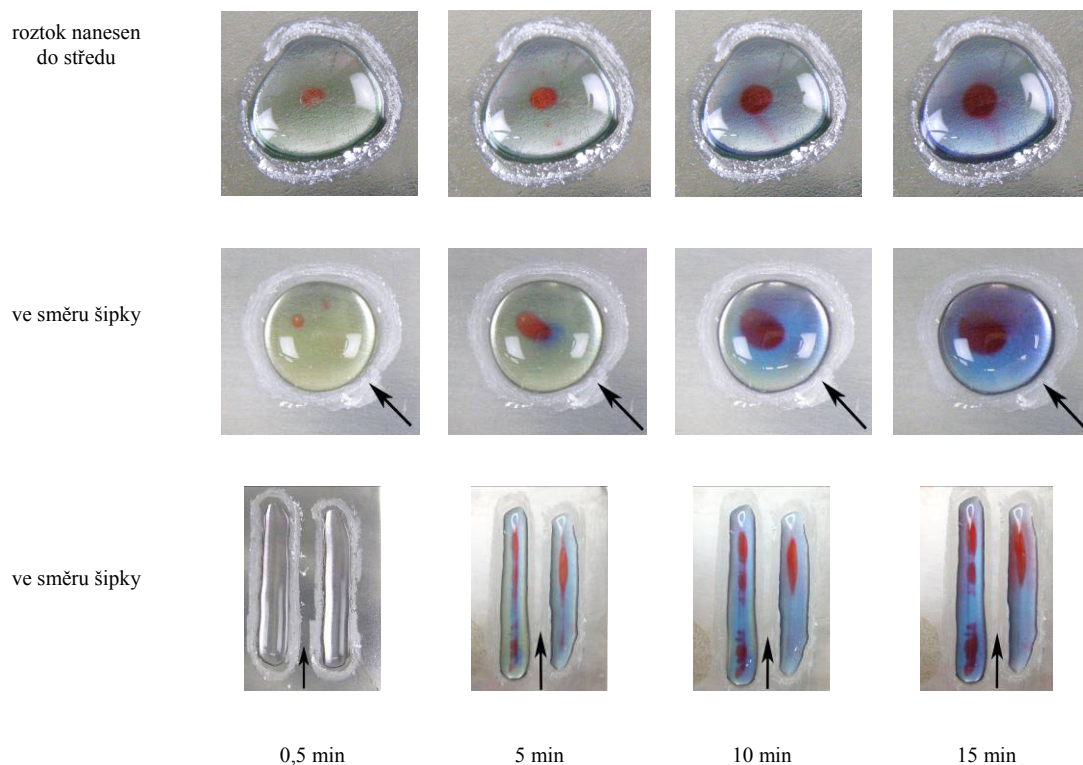 roztok nanesen
do středu
ve směru šipky
ve směru šipky
0,5 min
5 min
10 min
15 min